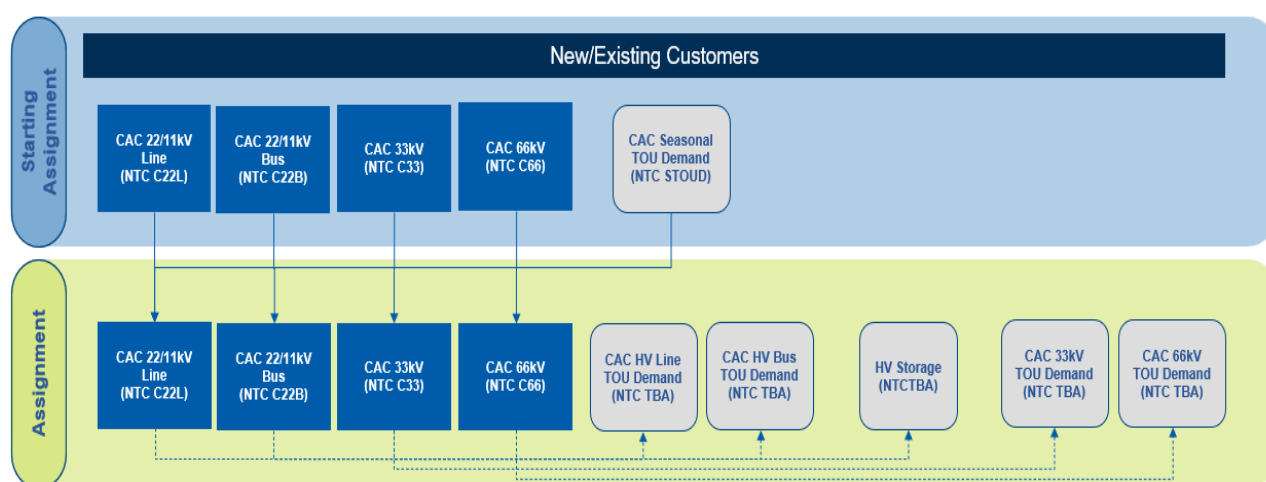 New/Existing Customers
Starting
Assignment
CAC 22/11kV
Line
(NTC C22L)
CAC 22/11kV
Bus
(NTC C22B)
CAC 33kV
(NTC C33)
CAC 66kV
(NTC C66)
CAC Seasonal
TOU Demand
(NTC STOUD)
Assignment
CAC 22/11kV
Line
(NTC C22L)
CAC 22/11kV
Bus
(NTC C22B)
CAC 33kV
(NTC C33)
CAC 66kV
(NTC C66)
CAC HV Line
TOU Demand
(NTC TBA)
CAC HV Bus
TOU Demand
(NTC TBA)
HV Storage
(NTCTBA)
CAC 33kV
TOU Demand
(NTC TBA)
CAC 66kV
TOU Demand
(NTC TBA)